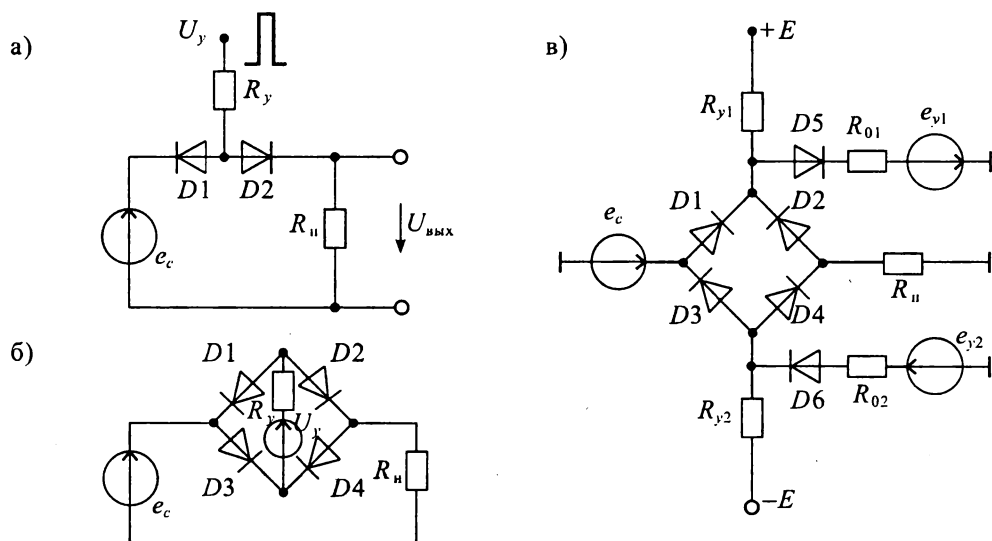 а)
U_у
R_у
D1
D2
e_c
R_н
U_вых
б)
D1
D2
R_у
U_у
D3
D4
e_c
R_н
в)
+E
R_у1
D5
R_01
e_у1
D1
D2
e_c
R_н
D3
D4
e_у2
D6
R_02
R_у2
−E